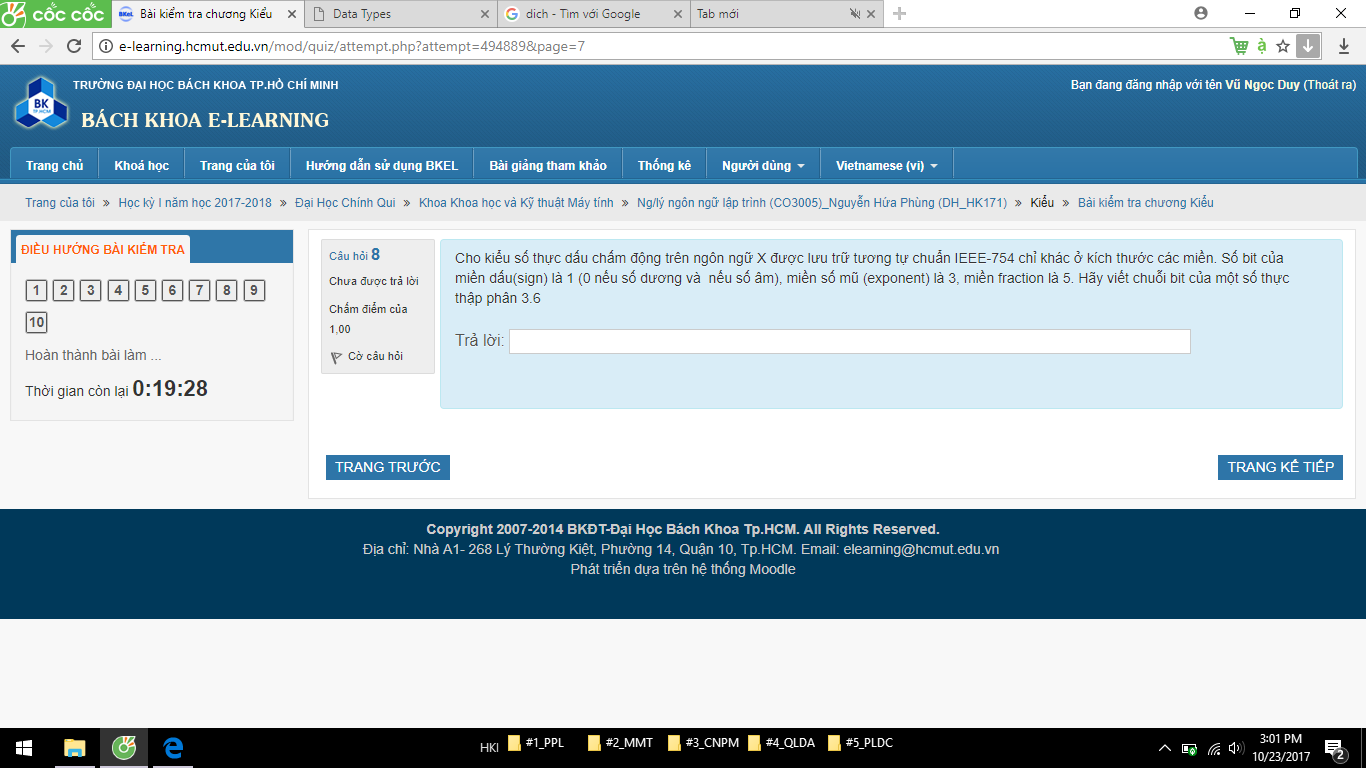 cốc cốc
Bài kiểm tra chương Kiểu
Data Types
dich - Tìm với Google
Tab mới
e-learning.hcmut.edu.vn/mod/quiz/attempt.php?attempt=494889&page=7
TRƯỜNG ĐẠI HỌC BÁCH KHOA TP.HỒ CHÍ MINH
Bạn đang đăng nhập với tên Vũ Ngọc Duy (Thoát ra)
BK
TP.HCM
BÁCH KHOA E-LEARNING
Trang chủ Khoá học Trang của tôi Hướng dẫn sử dụng BKEL Bài giảng tham khảo Thống kê Người dùng Vietnamese (vi)
Trang của tôi » Học kỳ I năm học 2017-2018 » Đại Học Chính Qui » Khoa Khoa học và Kỹ thuật Máy tính » Ng/lý ngôn ngữ lập trình (CO3005)_Nguyễn Hứa Phùng (DH_HK171) » Kiểu » Bài kiểm tra chương Kiểu
ĐIỀU HƯỚNG BÀI KIỂM TRA
1 2 3 4 5 6 7 8 9
10
Hoàn thành bài làm ...
Thời gian còn lại 0:19:28
Câu hỏi 8
Chưa được trả lời
Chấm điểm của
1,00
Cờ câu hỏi
Cho kiểu số thực dấu chấm động trên ngôn ngữ X được lưu trữ tương tự chuẩn IEEE-754 chỉ khác ở kích thước các miền. Số bit của
miền dấu(sign) là 1 (0 nếu số dương và nếu số âm), miền số mũ (exponent) là 3, miền fraction là 5. Hãy viết chuỗi bit của một số thực
thập phân 3.6
Trả lời:
TRANG TRƯỚC
TRANG KẾ TIẾP
Copyright 2007-2014 BKĐT-Đại Học Bách Khoa Tp.HCM. All Rights Reserved.
Địa chỉ: Nhà A1- 268 Lý Thường Kiệt, Phường 14, Quận 10, Tp.HCM. Email: elearning@hcmut.edu.vn
Phát triển dựa trên hệ thống Moodle
HKI #1_PPL #2_MMT #3_CNPM #4_QLDA #5_PLDC
3:01 PM
10/23/2017
2